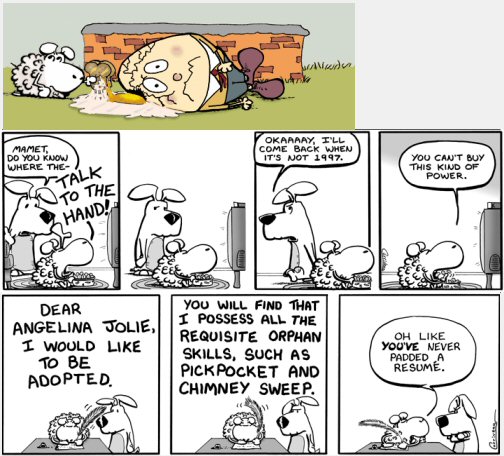 MAMET,
DO YOU KNOW
WHERE THE-
TALK
TO THE
HAND!
OKAAAAY, I'LL
COME BACK WHEN
IT'S NOT 1997.
YOU CAN'T BUY
THIS KIND OF
POWER.
DEAR
ANGELINA JOLIE,
I WOULD LIKE
TO BE
ADOPTED.
YOU WILL FIND THAT
I POSSESS ALL THE
REQUISITE ORPHAN
SKILLS, SUCH AS
PICKPOCKET AND
CHIMNEY SWEEP.
OH LIKE
YOU'VE NEVER
PADDED A
RESUMÉ.